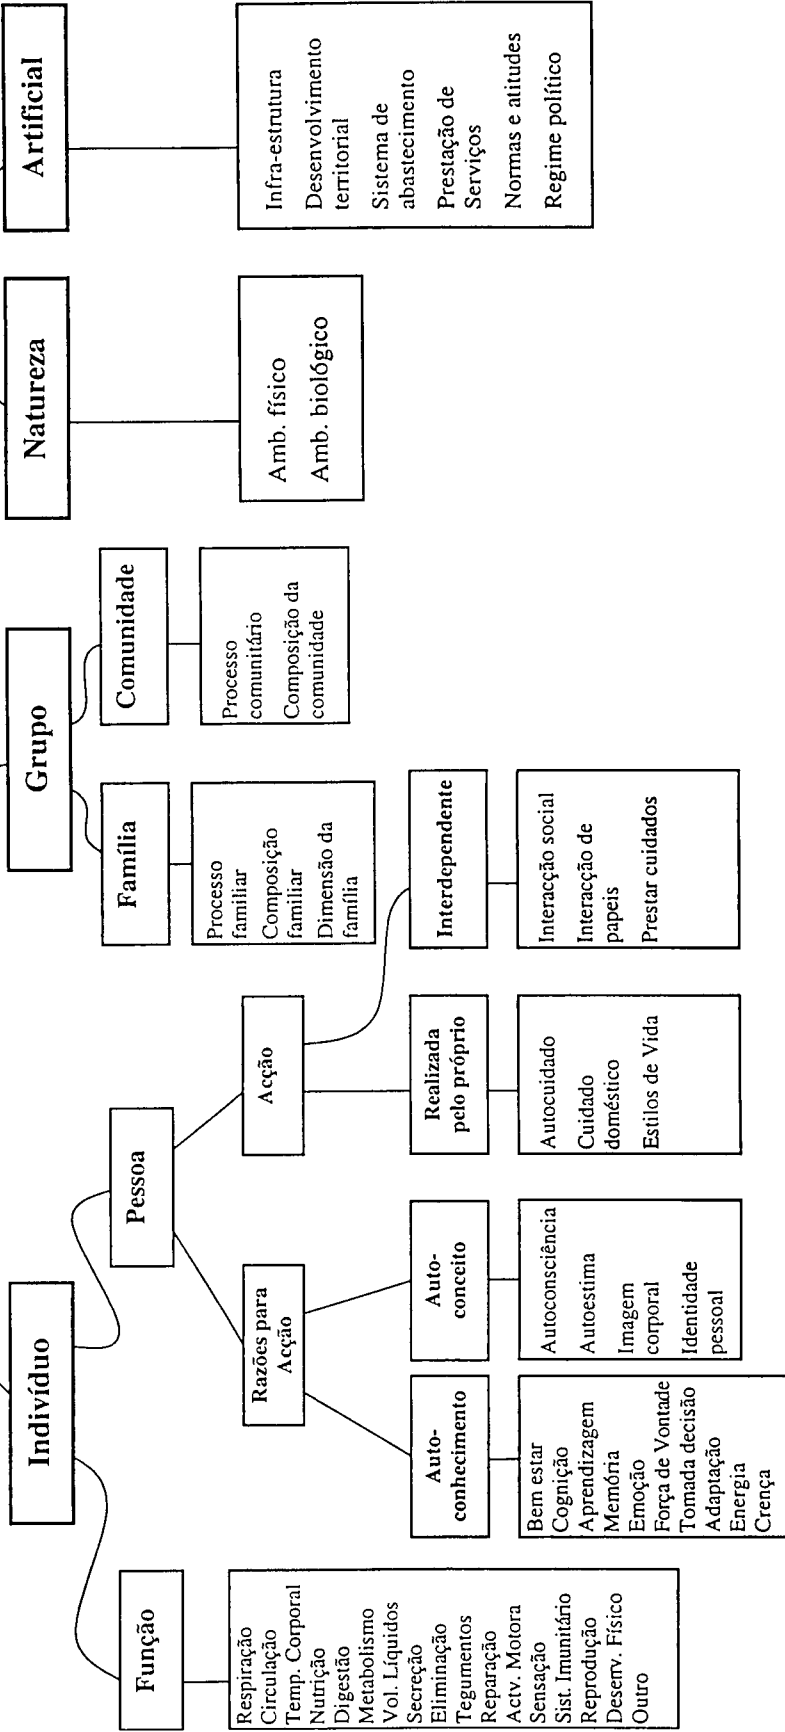 Indivíduo
Grupo
Natureza
Artificial
Função
Pessoa
Família
Comunidade
Respiração
Circulação
Temp. Corporal
Nutrição
Digestão
Metabolismo
Vol. Líquidos
Secreção
Eliminação
Tegumentos
Reparação
Actv. Motora
Sensação
Sist. Imunitário
Reprodução
Desenv. Físico
Outro
Razões para
Acção
Acção
Auto-
conhecimento
Auto-
conceito
Realizada
pelo próprio
Interdependente
Bem estar
Cognição
Aprendizagem
Memória
Emoção
Força de Vontade
Tomada decisão
Adaptação
Energia
Crença
Autoconsciência
Autoestima
Imagem
corporal
Identidade
pessoal
Autocuidado
Cuidado
doméstico
Estilos de Vida
Interacção social
Interacção de
papeis
Prestar cuidados
Processo
familiar
Composição
familiar
Dimensão da
família
Processo
comunitário
Composição da
comunidade
Amb. físico
Amb. biológico
Infra-estrutura
Desenvolvimento
territorial
Sistema de
abastecimento
Prestação de
Serviços
Normas e atitudes
Regime político